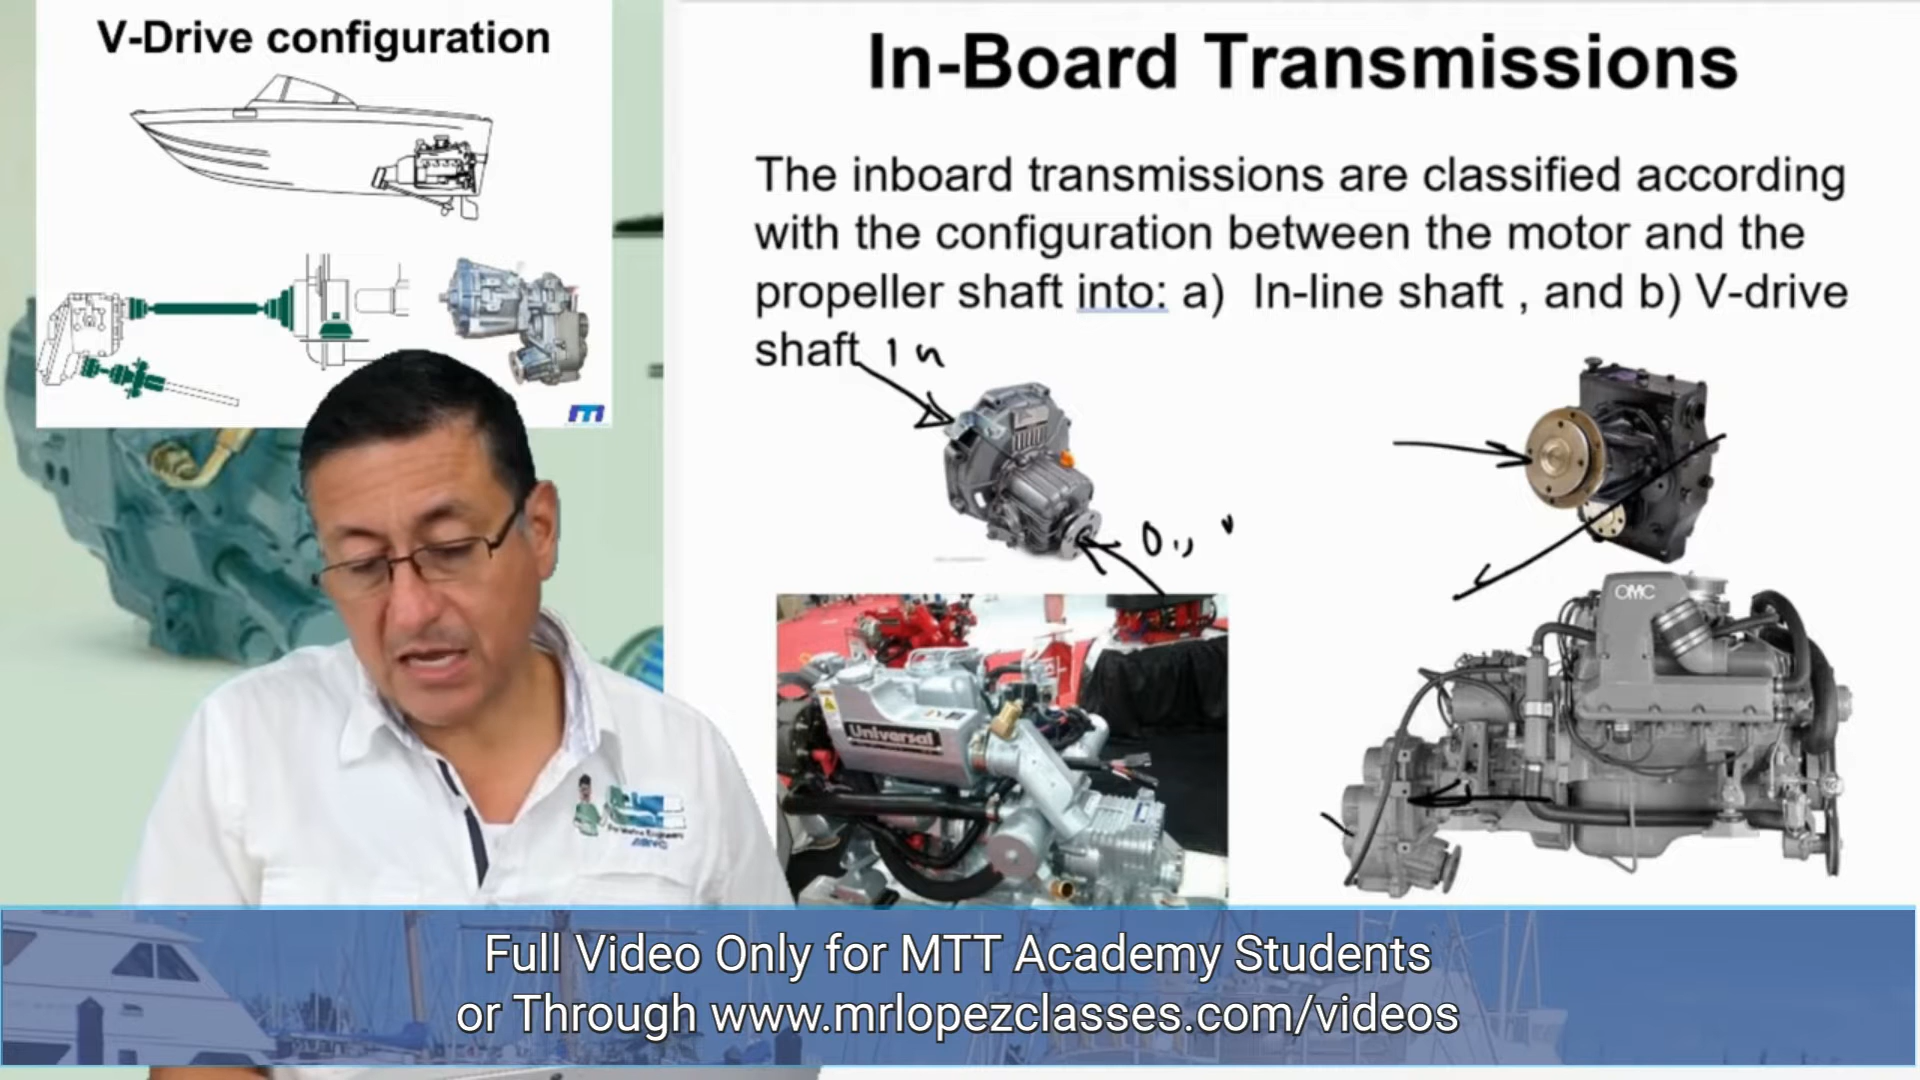 V-Drive configuration
In-Board Transmissions
The inboard transmissions are classified according
with the configuration between the motor and the
propeller shaft into: a) In-line shaft , and b) V-drive
shaft
In
OMC
Universal
Full Video Only for MTT Academy Students
or Through www.mrlopezclasses.com/videos